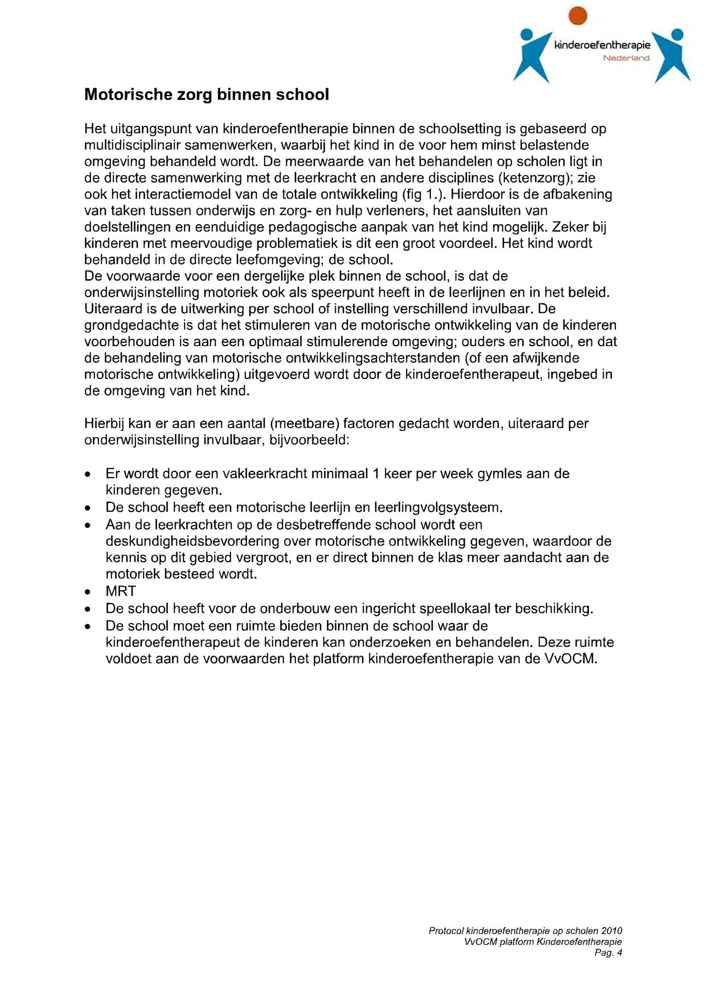 kinderoefentherapie
Nederland
Motorische zorg binnen school
Het uitgangspunt van kinderoefentherapie binnen de schoolsetting is gebaseerd op
multidisciplinair samenwerken, waarbij het kind in de voor hem minst belastende
omgeving behandeld wordt. De meerwaarde van het behandelen op scholen ligt in
de directe samenwerking met de leerkracht en andere disciplines (ketenzorg); zie
ook het interactiemodel van de totale ontwikkeling (fig 1.). Hierdoor is de afbakening
van taken tussen onderwijs en zorg- en hulp verleners, het aansluiten van
doelstellingen en eenduidige pedagogische aanpak van het kind mogelijk. Zeker bij
kinderen met meervoudige problematiek is dit een groot voordeel. Het kind wordt
behandeld in de directe leefomgeving; de school.
De voorwaarde voor een dergelijke plek binnen de school, is dat de
onderwijsinstelling motoriek ook als speerpunt heeft in de leerlijnen en in het beleid.
Uiteraard is de uitwerking per school of instelling verschillend invulbaar. De
grondgedachte is dat het stimuleren van de motorische ontwikkeling van de kinderen
voorbehouden is aan een optimaal stimulerende omgeving; ouders en school, en dat
de behandeling van motorische ontwikkelingsachterstanden (of een afwijkende
motorische ontwikkeling) uitgevoerd wordt door de kinderoefentherapeut, ingebed in
de omgeving van het kind.
Hierbij kan er aan een aantal (meetbare) factoren gedacht worden, uiteraard per
onderwijsinstelling invulbaar, bijvoorbeeld:
• Er wordt door een vakleerkracht minimaal 1 keer per week gymles aan de
kinderen gegeven.
• De school heeft een motorische leerlijn en leerlingvolgsysteem.
• Aan de leerkrachten op de desbetreffende school wordt een
deskundigheidsbevordering over motorische ontwikkeling gegeven, waardoor de
kennis op dit gebied vergroot, en er direct binnen de klas meer aandacht aan de
motoriek besteed wordt.
• MRT
• De school heeft voor de onderbouw een ingericht speellokaal ter beschikking.
• De school moet een ruimte bieden binnen de school waar de
kinderoefentherapeut de kinderen kan onderzoeken en behandelen. Deze ruimte
voldoet aan de voorwaarden het platform kinderoefentherapie van de VvOCM.
Protocol kinderoefentherapie op scholen 2010
VvOCM platform Kinderoefentherapie
Pag. 4